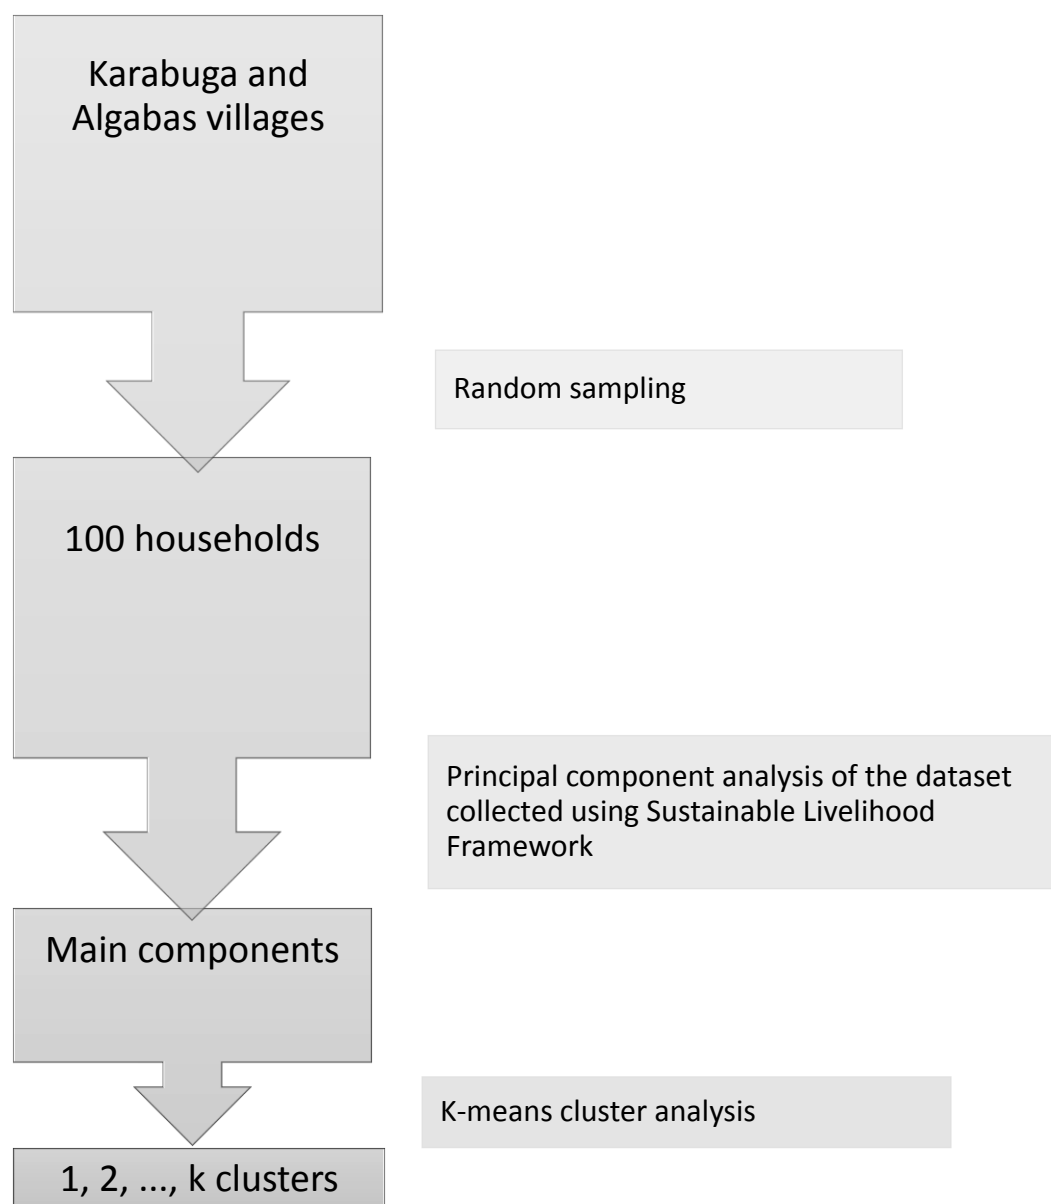 Karabuga and
Algabas villages
Random sampling
100 households
Principal component analysis of the dataset
collected using Sustainable Livelihood
Framework
Main components
K-means cluster analysis
1, 2, ..., k clusters